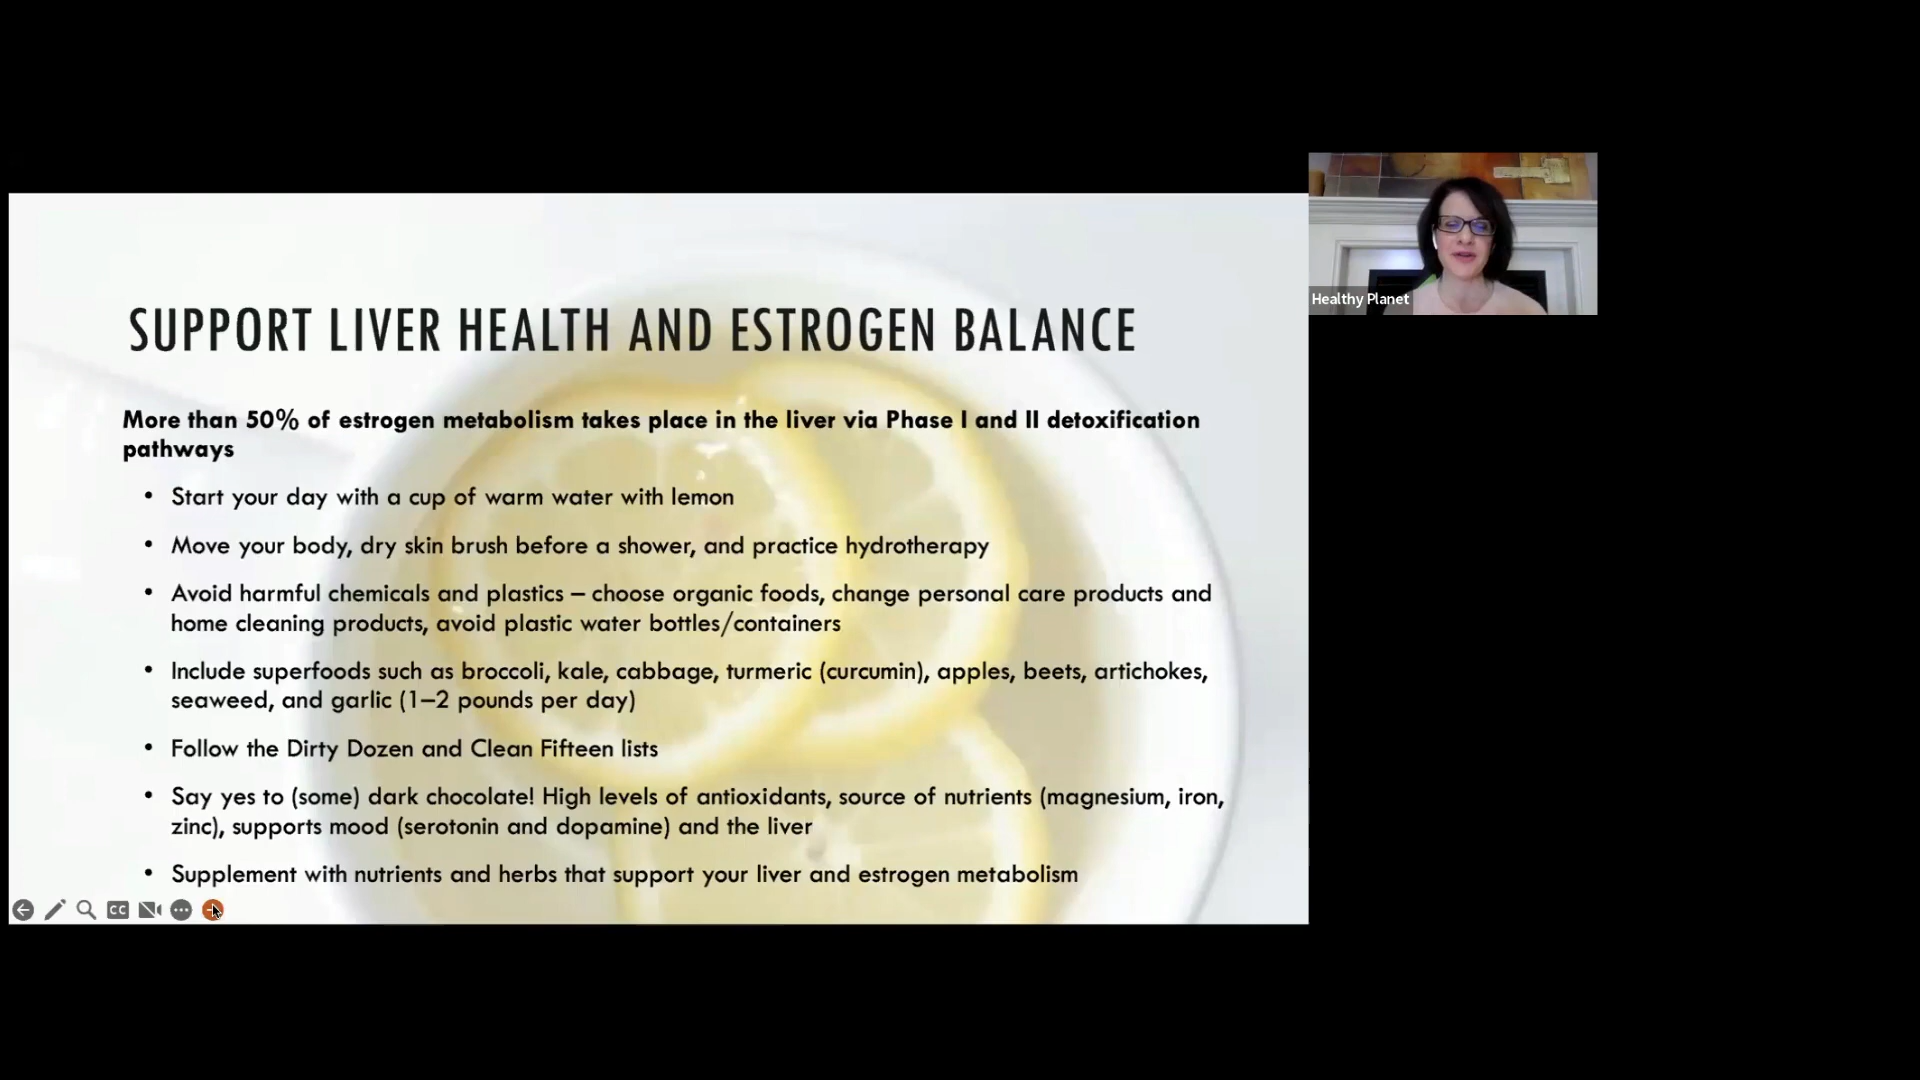 SUPPORT LIVER HEALTH AND ESTROGEN BALANCE
More than 50% of estrogen metabolism takes place in the liver via Phase I and II detoxification
pathways
• Start your day with a cup of warm water with lemon
• Move your body, dry skin brush before a shower, and practice hydrotherapy
• Avoid harmful chemicals and plastics – choose organic foods, change personal care products and
home cleaning products, avoid plastic water bottles/containers
• Include superfoods such as broccoli, kale, cabbage, turmeric (curcumin), apples, beets, artichokes,
seaweed, and garlic (1–2 pounds per day)
• Follow the Dirty Dozen and Clean Fifteen lists
• Say yes to (some) dark chocolate! High levels of antioxidants, source of nutrients (magnesium, iron,
zinc), supports mood (serotonin and dopamine) and the liver
• Supplement with nutrients and herbs that support your liver and estrogen metabolism
CC
Healthy Planet